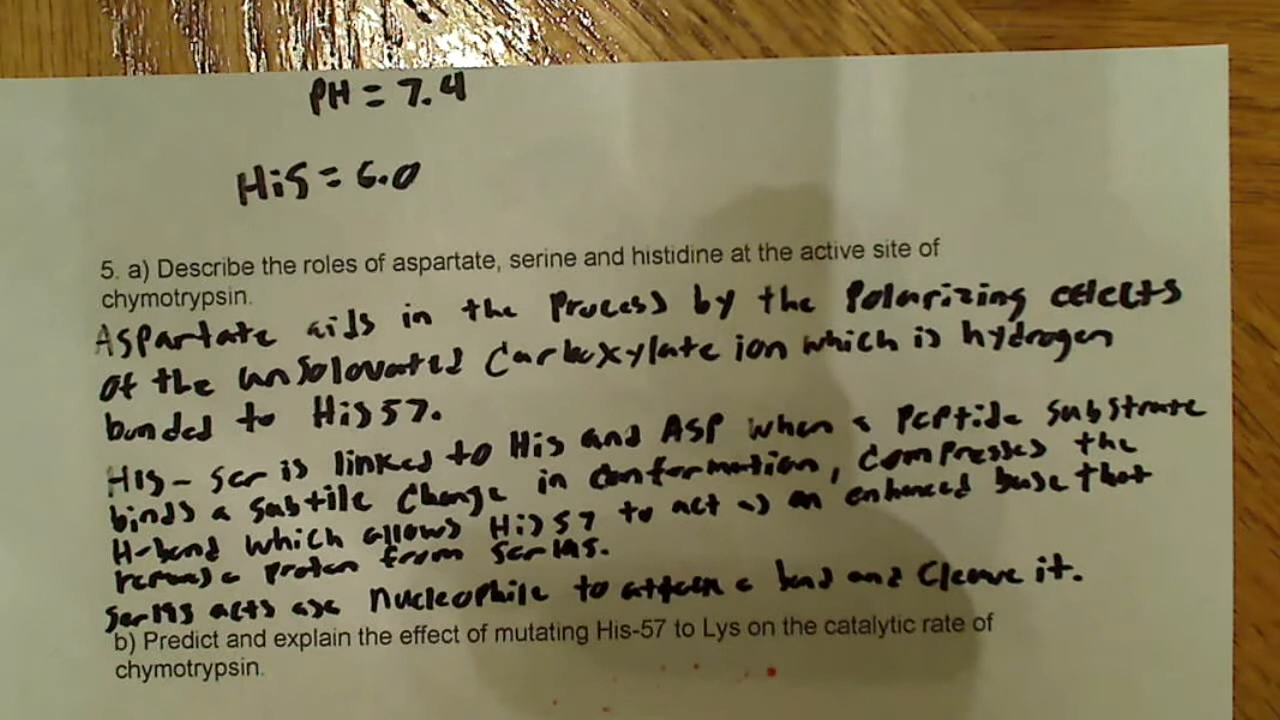 PH = 7.4
HiS = 6.0
5. a) Describe the roles of aspartate, serine and histidine at the active site of
chymotrypsin.
Aspartate aids in the Process by the Polarizing
of the unsolovated Carboxylate ion which is hydrogen
bonded to His57.
His- Ser is linked to His and ASP when a Peptide Substrate
binds a subtile Change in conformation, Compresses the
H-bond which allows His57 to act as an enhanced base that
a Proton from Ser195.
Ser195 acts as a Nucleophile to attack a bond and Cleave it.
b) Predict and explain the effect of mutating His-57 to Lys on the catalytic rate of
chymotrypsin.